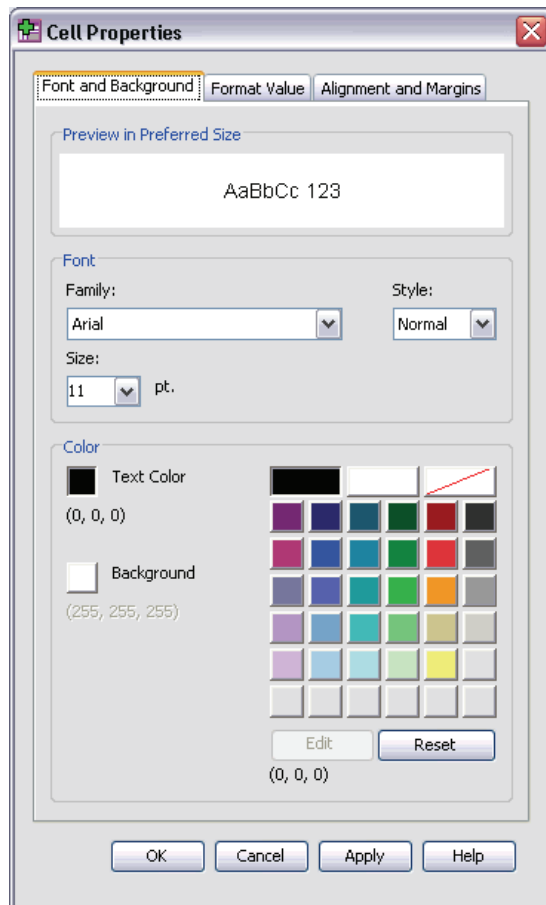 Cell Properties
Font and Background Format Value Alignment and Margins
Preview in Preferred Size
AaBbCc 123
Font
Family: Style:
Arial Normal
Size:
11 pt.
Color
Text Color
(0, 0, 0)
Background
(255, 255, 255)
Edit Reset
(0, 0, 0)
OK Cancel Apply Help